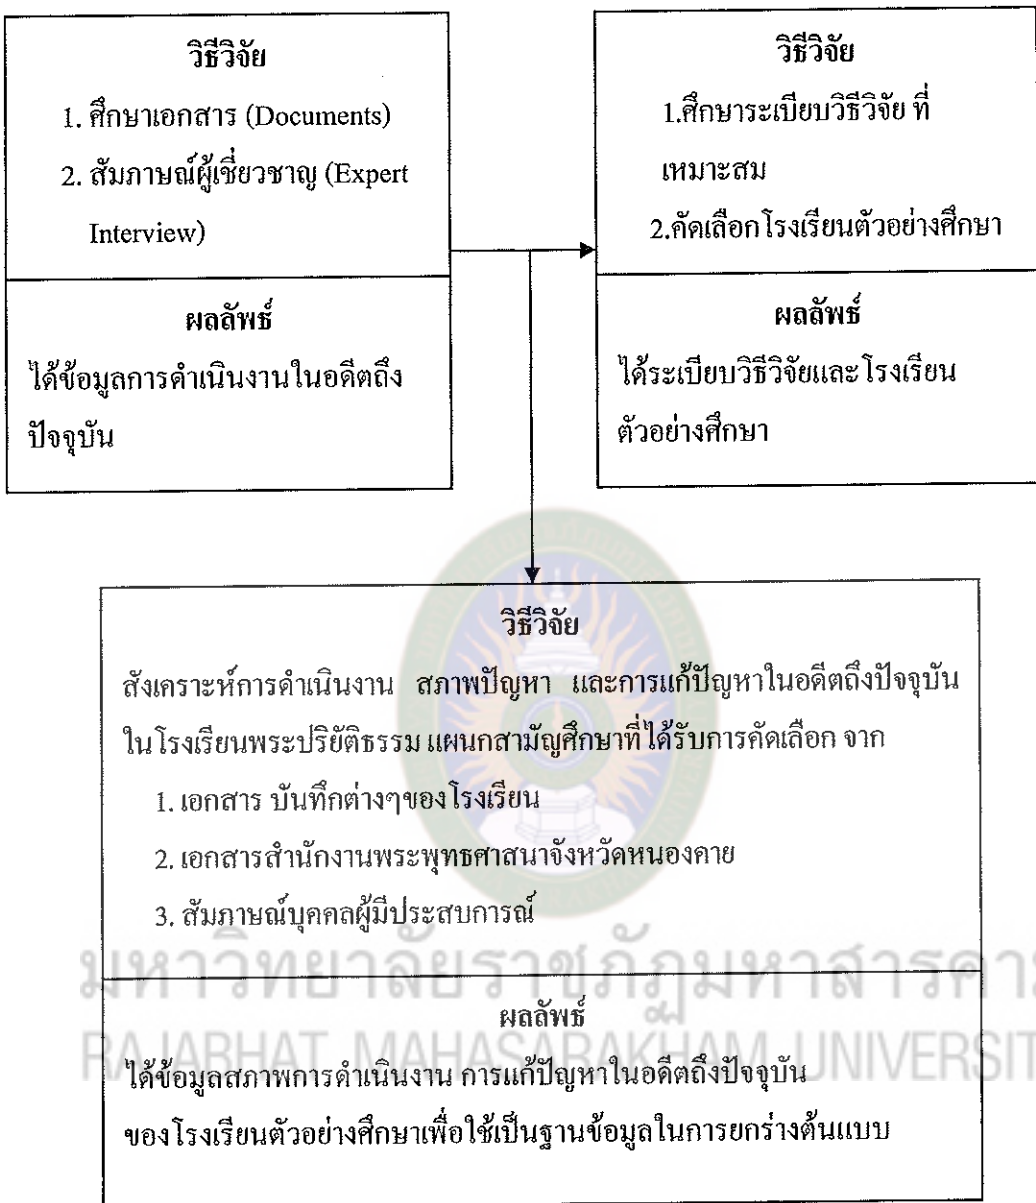 วิธีวิจัย
1. ศึกษาเอกสาร (Documents)
2. สัมภาษณ์ผู้เชี่ยวชาญ (Expert
Interview)
ผลลัพธ์
ได้ข้อมูลการดำเนินงานในอดีตถึง
ปัจจุบัน
วิธีวิจัย
1.ศึกษาระเบียบวิธีวิจัย ที่
เหมาะสม
2.คัดเลือกโรงเรียนตัวอย่างศึกษา
ผลลัพธ์
ได้ระเบียบวิธีวิจัยและโรงเรียน
ตัวอย่างศึกษา
วิธีวิจัย
สังเคราะห์การดำเนินงาน สภาพปัญหา และการแก้ปัญหาในอดีตถึงปัจจุบัน
ในโรงเรียนพระปริยัติธรรม แผนกสามัญศึกษาที่ได้รับการคัดเลือก จาก
1. เอกสาร บันทึกต่างๆของโรงเรียน
2. เอกสารสำนักงานพระพุทธศาสนาจังหวัดหนองคาย
3. สัมภาษณ์บุคคลผู้มีประสบการณ์
มหาวิทยาลัยราชภัฏมหาสารคา
ผลลัพธ์
RAJABHAT MAHASARAKHAM UNIVERSIT
ได้ข้อมูลสภาพการดำเนินงาน การแก้ปัญหาในอดีตถึงปัจจุบัน
ของโรงเรียนตัวอย่างศึกษาเพื่อใช้เป็นฐานข้อมูลในการยกร่างต้นแบบ